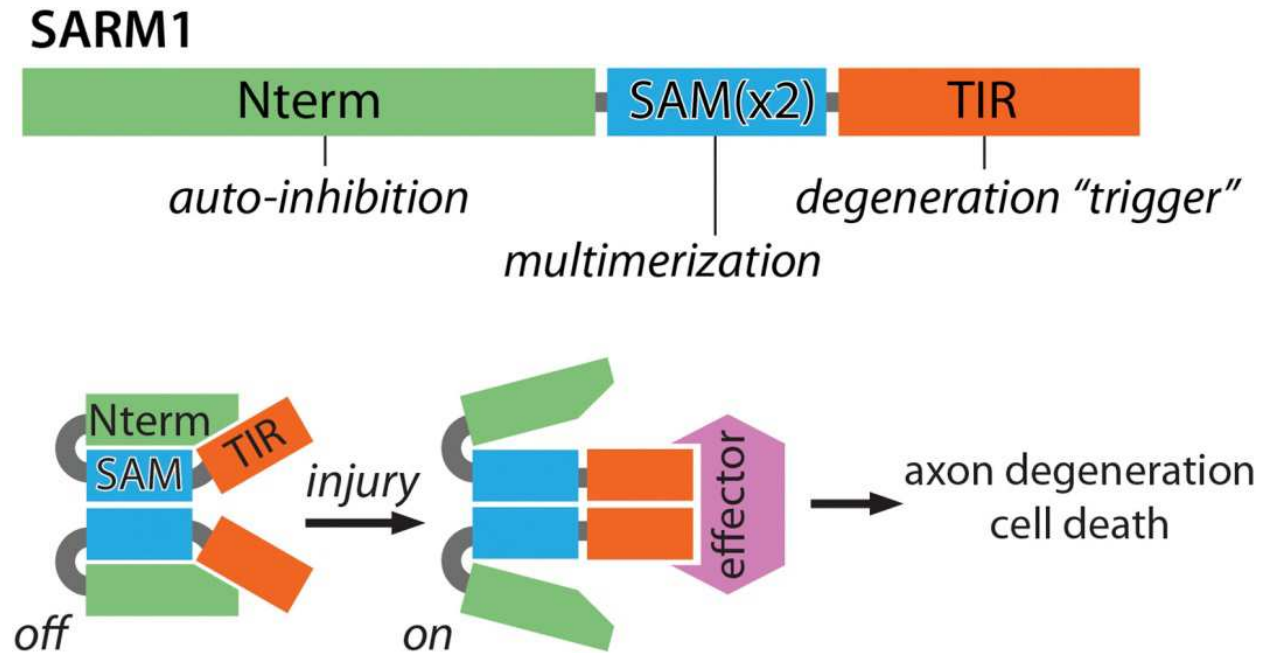 SARM1
Nterm
SAM(x2)
TIR
auto-inhibition
degeneration “trigger”
multimerization
Nterm
TIR
SAM
injury
effector
axon degeneration
cell death
off
on